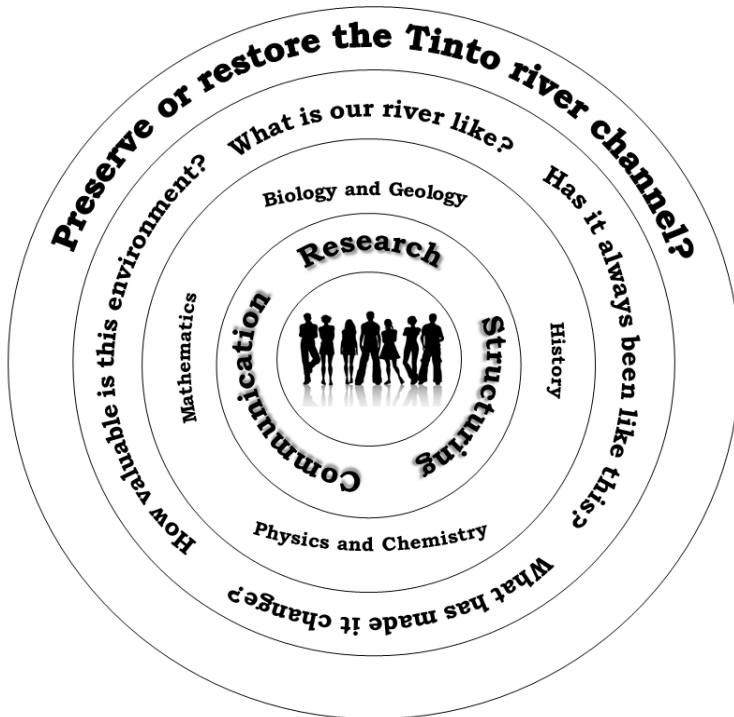 Preserve or restore the Tinto river channel?
What is our river like?
Has it always been like this?
What has made it change?
How valuable is this environment?
Biology and Geology
History
Physics and Chemistry
Mathematics
Research
Structuring
Communication